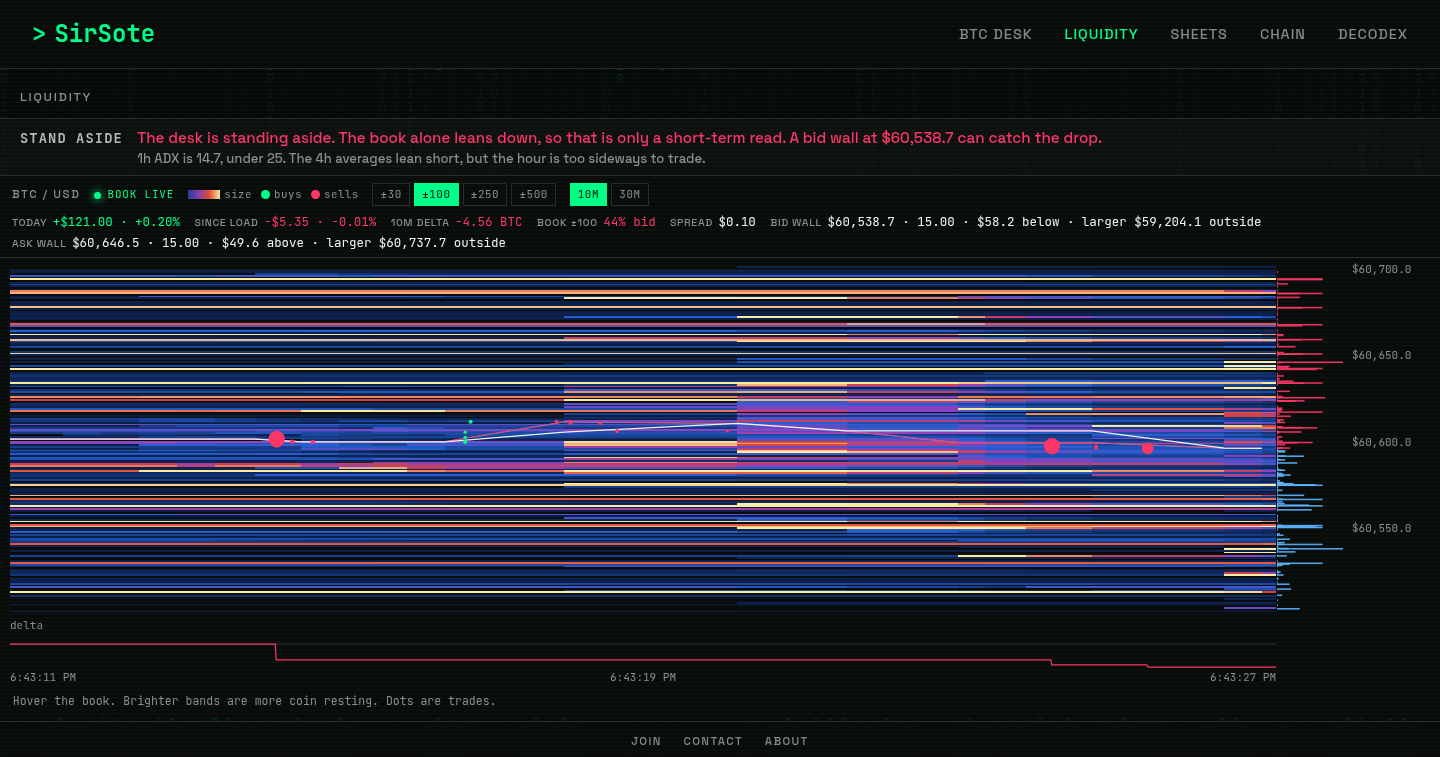 > SirSote
BTC DESK LIQUIDITY SHEETS CHAIN DECODEX
LIQUIDITY
STAND ASIDE The desk is standing aside. The book alone leans down, so that is only a short-term read. A bid wall at $60,538.7 can catch the drop.
1h ADX is 14.7, under 25. The 4h averages lean short, but the hour is too sideways to trade.
BTC / USD BOOK LIVE size buys sells ±30 ±100 ±250 ±500 10M 30M
TODAY +$121.00 · +0.20% SINCE LOAD -$5.35 · -0.01% 10M DELTA -4.56 BTC BOOK ±100 44% bid SPREAD $0.10 BID WALL $60,538.7 · 15.00 · $58.2 below · larger $59,204.1 outside
ASK WALL $60,646.5 · 15.00 · $49.6 above · larger $60,737.7 outside
$60,700.0
$60,650.0
$60,600.0
$60,550.0
delta
6:43:11 PM 6:43:19 PM 6:43:27 PM
Hover the book. Brighter bands are more coin resting. Dots are trades.
JOIN CONTACT ABOUT